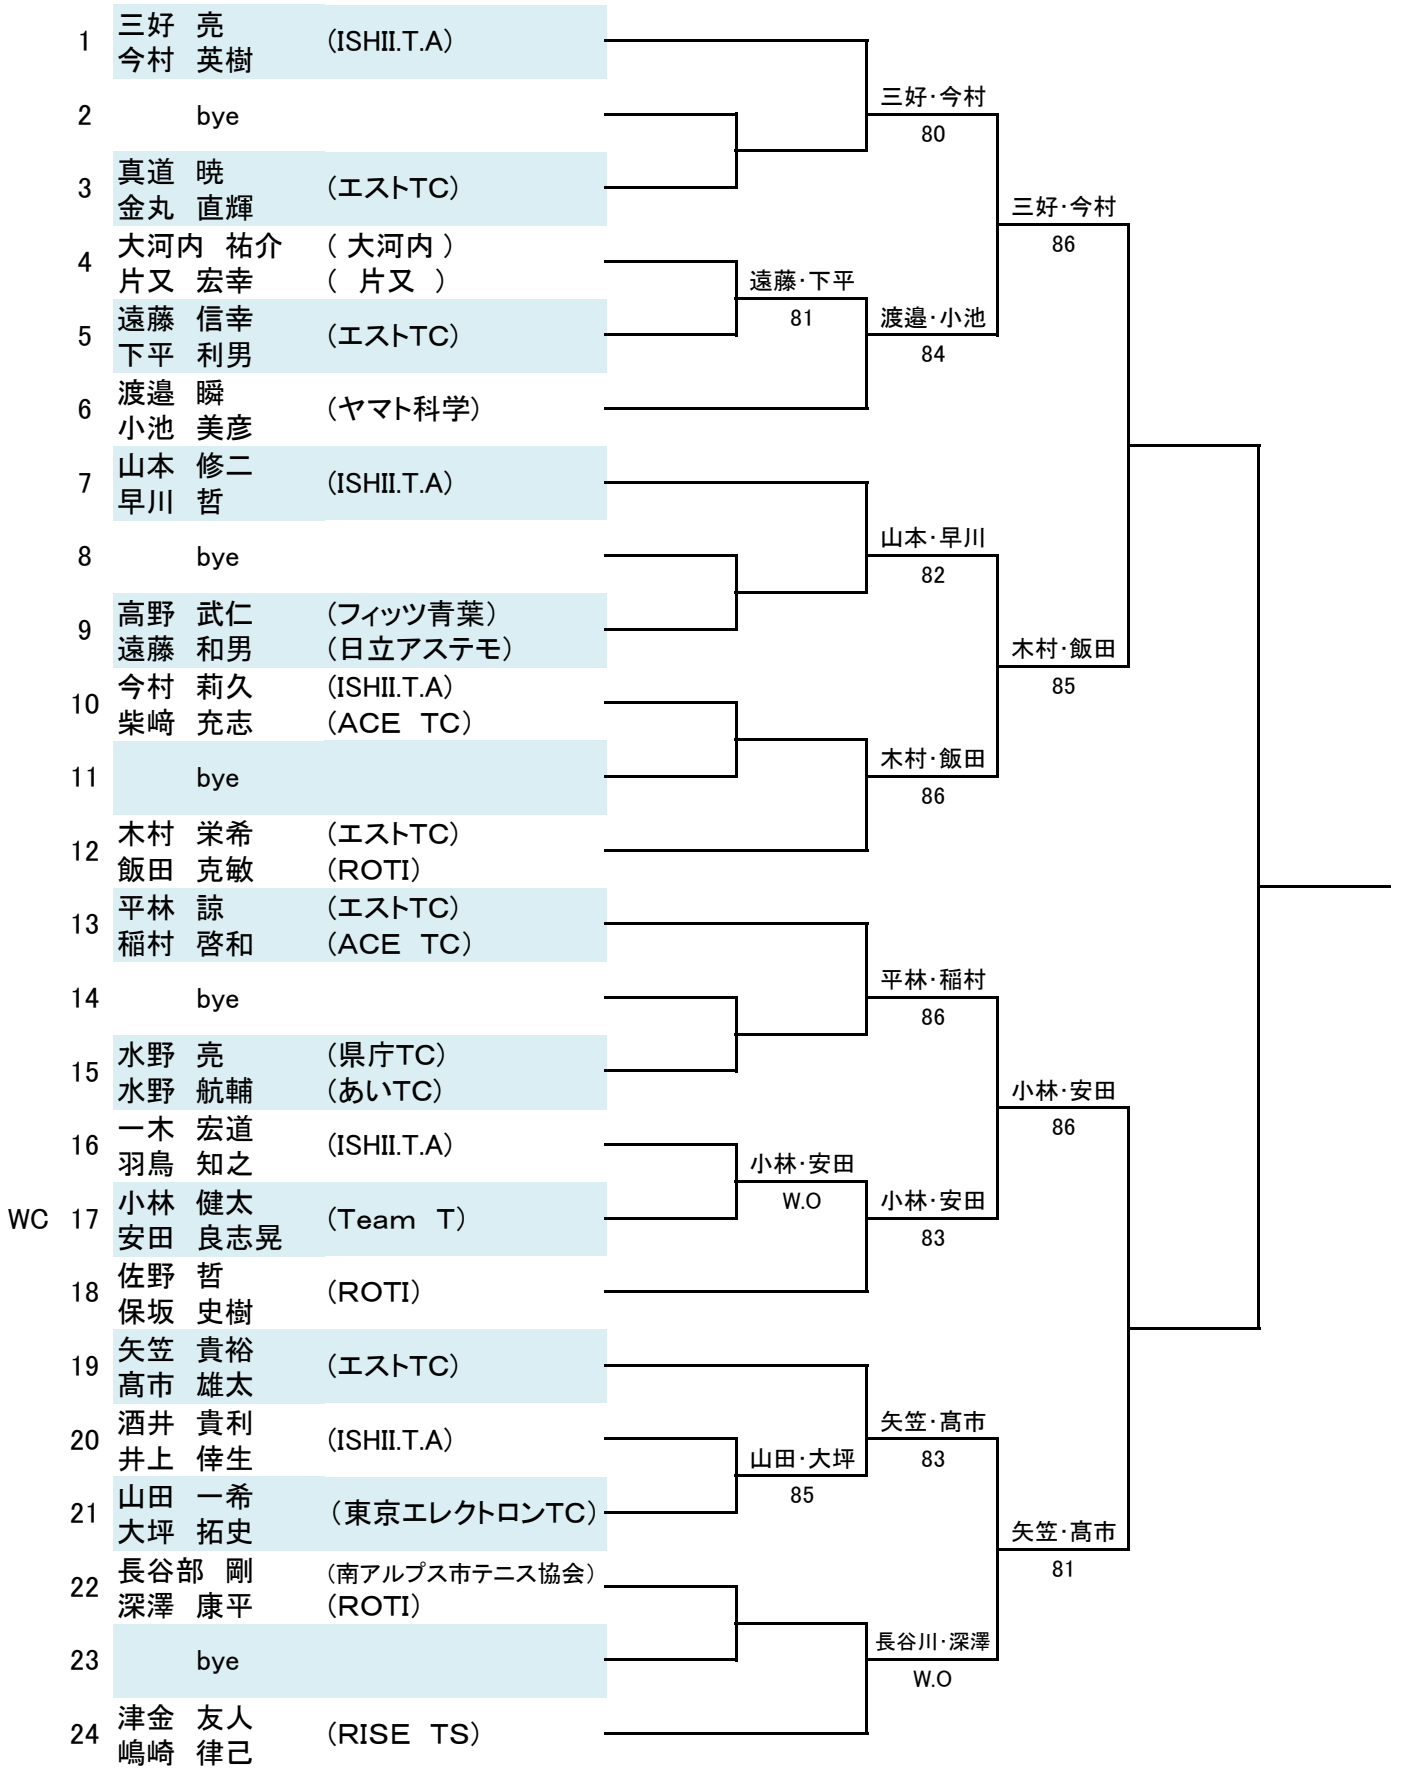 1 三好 亮 (ISHII.T.A)
今村 英樹
2 bye
三好・今村
80
3 真道 暁 (エストTC)
金丸 直輝
三好・今村
86
4 大河内 祐介 ( 大河内 )
片又 宏幸 ( 片又 )
遠藤・下平
81
5 遠藤 信幸 (エストTC)
下平 利男
渡邉・小池
84
6 渡邉 瞬 (ヤマト科学)
小池 美彦
7 山本 修二 (ISHII.T.A)
早川 哲
8 bye
山本・早川
82
9 高野 武仁 (フィッツ青葉)
遠藤 和男 (日立アステモ)
木村・飯田
85
10 今村 莉久 (ISHII.T.A)
柴﨑 充志 (ACE TC)
11 bye
木村・飯田
86
12 木村 栄希 (エストTC)
飯田 克敏 (ROTI)
13 平林 諒 (エストTC)
稲村 啓和 (ACE TC)
14 bye
平林・稲村
86
15 水野 亮 (県庁TC)
水野 航輔 (あいTC)
小林・安田
86
16 一木 宏道 (ISHII.T.A)
羽鳥 知之
小林・安田
W.O
WC 17 小林 健太 (Team T)
安田 良志晃
小林・安田
83
18 佐野 哲 (ROTI)
保坂 史樹
19 矢笠 貴裕 (エストTC)
髙市 雄太
20 酒井 貴利 (ISHII.T.A)
井上 倖生
矢笠・髙市
83
山田・大坪
85
21 山田 一希 (東京エレクトロンTC)
大坪 拓史
矢笠・髙市
81
22 長谷部 剛 (南アルプス市テニス協会)
深澤 康平 (ROTI)
23 bye
長谷川・深澤
W.O
24 津金 友人 (RISE TS)
嶋崎 律己